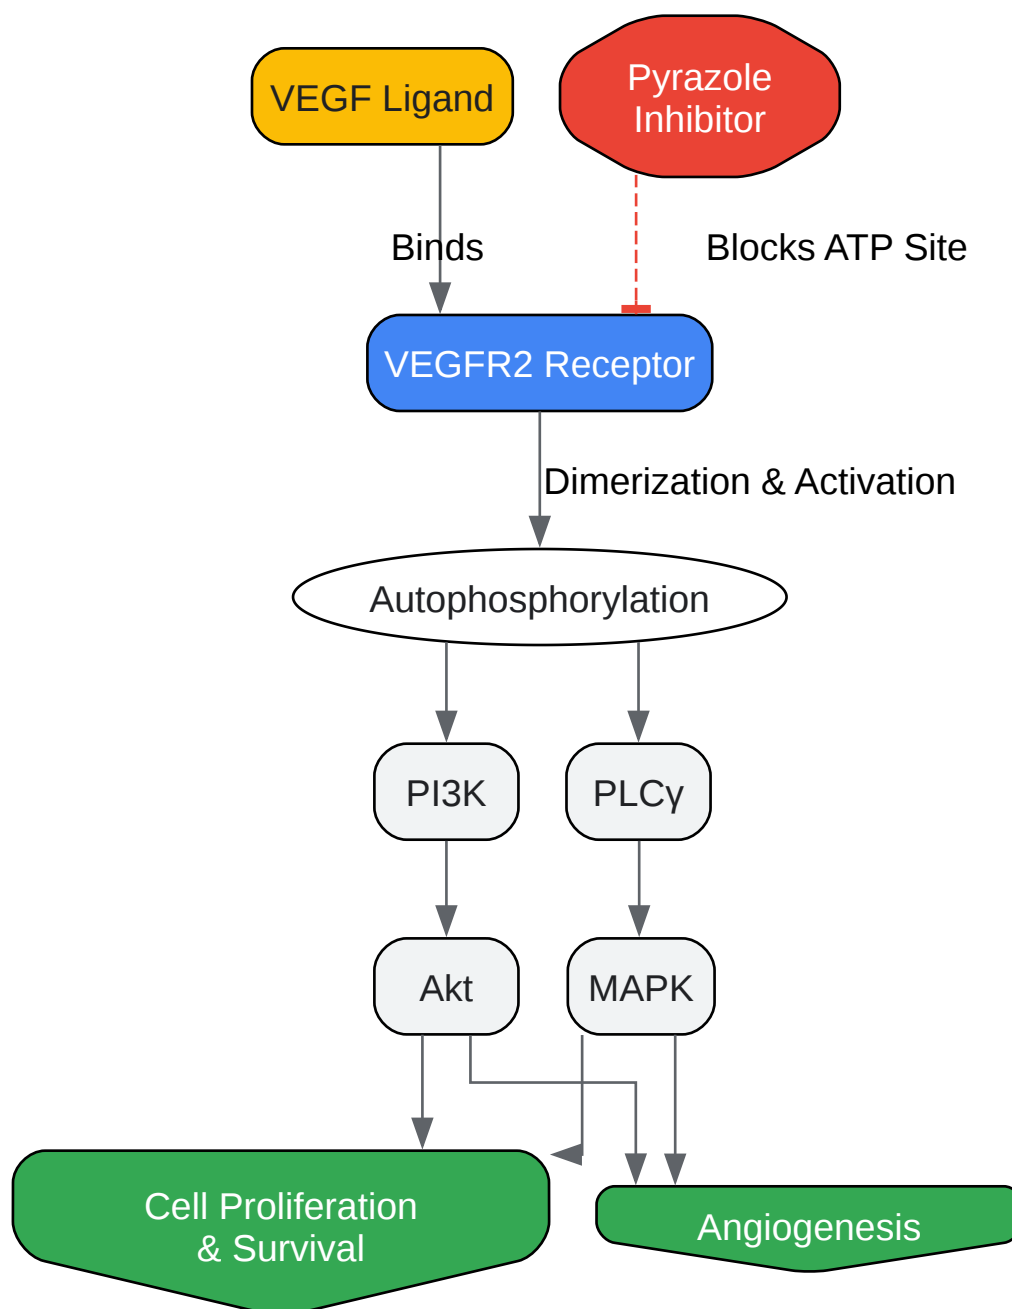 VEGF Ligand
Pyrazole
Inhibitor
Binds
Blocks ATP Site
VEGFR2 Receptor
Dimerization & Activation
Autophosphorylation
PI3K
PLCγ
Akt
MAPK
Cell Proliferation
& Survival
Angiogenesis